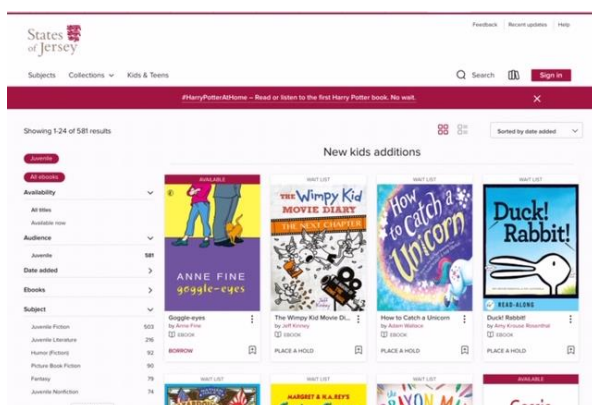 Feedback Recent updates Help
States
of Jersey
Subjects Collections Kids & Teens Search Sign in
#HarryPotterAtHome – Read or listen to the first Harry Potter book. No wait.
Showing 1-24 of 581 results
Sorted by date added
New kids additions
Juvenile
All ebooks
Availability
All titles
Available now
Audience
Juvenile 581
Date added
Ebooks
Subject
Juvenile Fiction 503
Juvenile Literature 216
Humor (Fiction) 92
Picture Book Fiction 90
Fantasy 79
Juvenile Nonfiction 74
AVAILABLE
ANNE FINE
goggle-eyes
Goggle-eyes
by Anne Fine
EBOOK
BORROW
WAIT LIST
THE Wimpy Kid
MOVIE DIARY
THE NEXT CHAPTER
Jeff Kinney
The Wimpy Kid Movie Di...
by Jeff Kinney
EBOOK
PLACE A HOLD
WAIT LIST
How
to Catch a
Unicorn
How to Catch a Unicorn
by Adam Wallace
EBOOK
PLACE A HOLD
WAIT LIST
Duck!
Rabbit!
READ-ALONG
Duck! Rabbit!
by Amy Krouse Rosenthal
EBOOK
PLACE A HOLD
WAIT LIST
WAIT LIST
MARGRET & H.A. REY'S
WAIT LIST
AVAILABLE